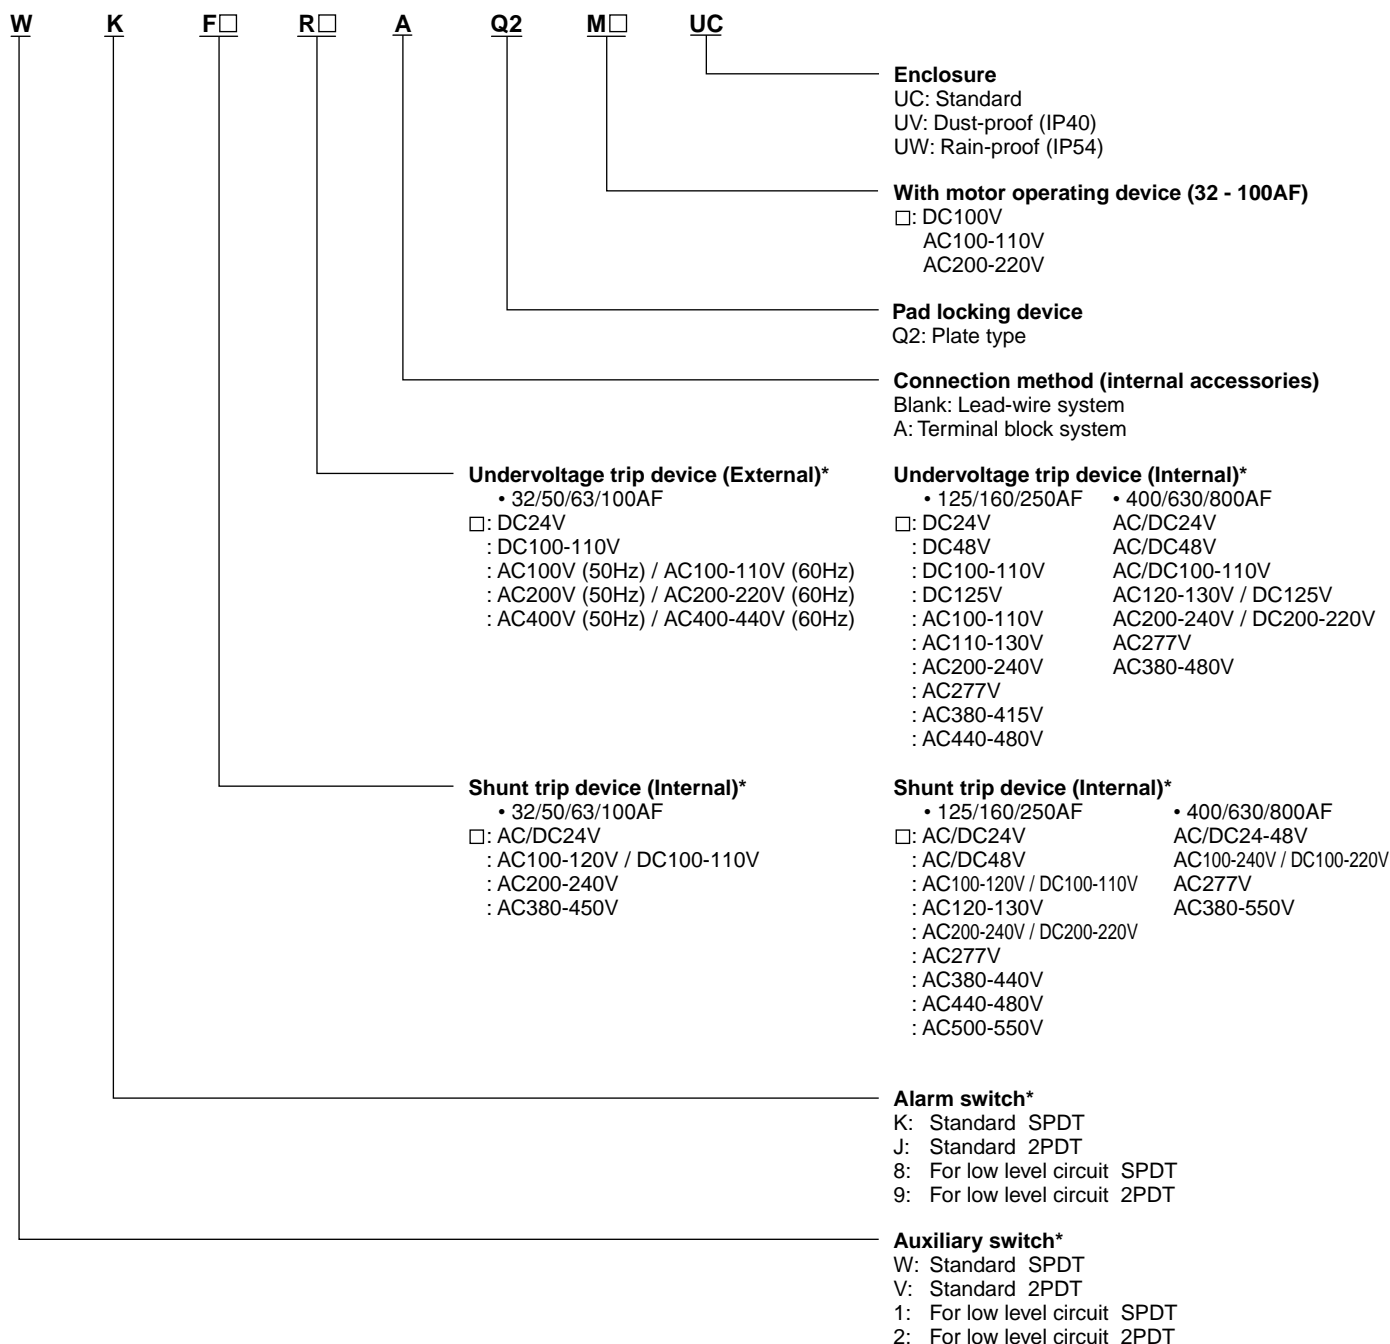 W K F□ R□ A Q2 M□ UC
Enclosure
UC: Standard
UV: Dust-proof (IP40)
UW: Rain-proof (IP54)
With motor operating device (32 - 100AF)
□: DC100V
AC100-110V
AC200-220V
Pad locking device
Q2: Plate type
Connection method (internal accessories)
Blank: Lead-wire system
A: Terminal block system
Undervoltage trip device (External)*
• 32/50/63/100AF
□: DC24V
: DC100-110V
: AC100V (50Hz) / AC100-110V (60Hz)
: AC200V (50Hz) / AC200-220V (60Hz)
: AC400V (50Hz) / AC400-440V (60Hz)
Undervoltage trip device (Internal)*
• 125/160/250AF • 400/630/800AF
□: DC24V AC/DC24V
: DC48V AC/DC48V
: DC100-110V AC/DC100-110V
: DC125V AC120-130V / DC125V
: AC100-110V AC200-240V / DC200-220V
: AC110-130V AC277V
: AC200-240V AC380-480V
: AC277V
: AC380-415V
: AC440-480V
Shunt trip device (Internal)*
• 32/50/63/100AF
□: AC/DC24V
: AC100-120V / DC100-110V
: AC200-240V
: AC380-450V
Shunt trip device (Internal)*
• 125/160/250AF • 400/630/800AF
□: AC/DC24V AC/DC24-48V
: AC/DC48V AC100-240V / DC100-220V
: AC100-120V / DC100-110V AC277V
: AC120-130V AC380-550V
: AC200-240V / DC200-220V
: AC277V
: AC380-440V
: AC440-480V
: AC500-550V
Alarm switch*
K: Standard SPDT
J: Standard 2PDT
8: For low level circuit SPDT
9: For low level circuit 2PDT
Auxiliary switch*
W: Standard SPDT
V: Standard 2PDT
1: For low level circuit SPDT
2: For low level circuit 2PDT